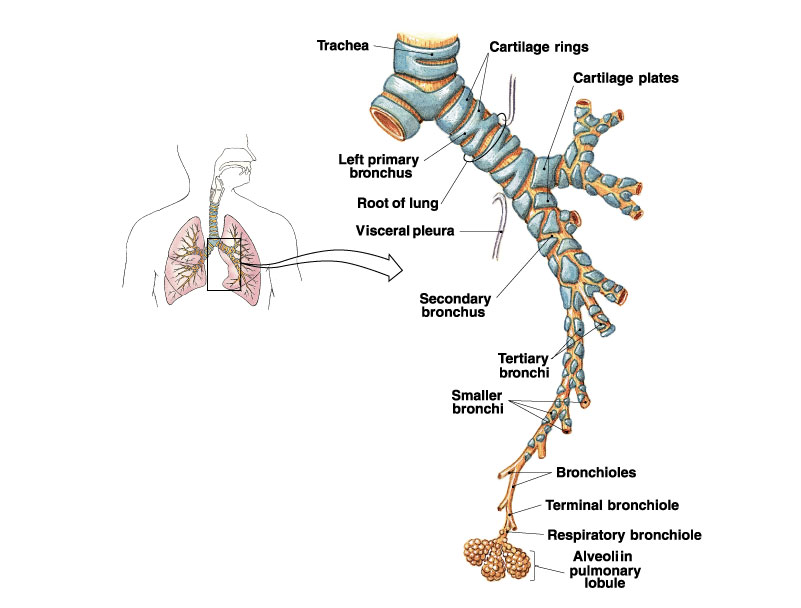 Trachea
Cartilage rings
Cartilage plates
Left primary
bronchus
Root of lung
Visceral pleura
Secondary
bronchus
Tertiary
bronchi
Smaller
bronchi
Bronchioles
Terminal bronchiole
Respiratory bronchiole
Alveoli in
pulmonary
lobule